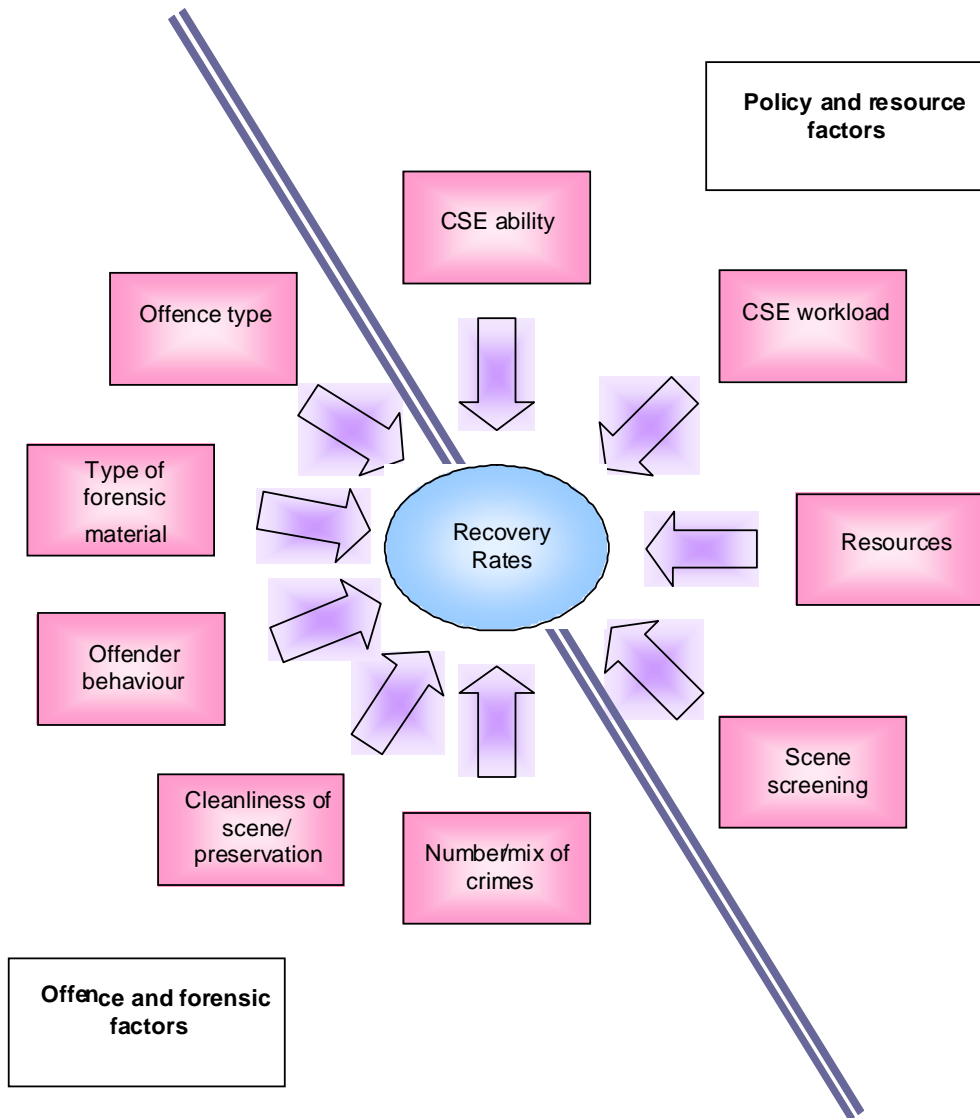 Policy and resource
factors
CSE ability
Offence type
CSE workload
Type of
forensic
material
Recovery
Rates
Resources
Offender
behaviour
Scene
screening
Cleanliness of
scene/
preservation
Number/mix of
crimes
Offence and forensic
factors